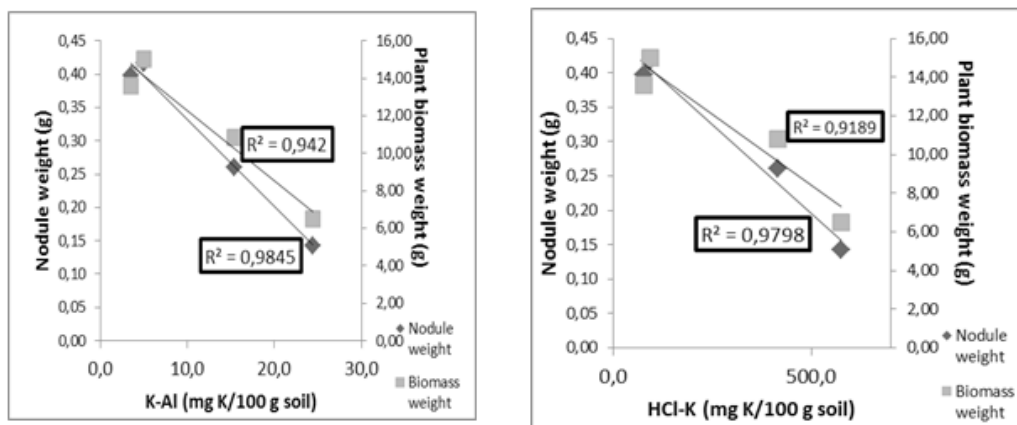 Nodule weight (g)
0,45
0,40
0,35
0,30
0,25
0,20
0,15
0,10
0,05
0,00
0,0
10,0
20,0
30,0
K-Al (mg K/100 g soil)
R² = 0,942
R² = 0,9845
16,00
14,00
12,00
10,00
8,00
6,00
4,00
2,00
0,00
Plant biomass weight (g)
Nodule
weight
Biomass
weight
Nodule weight (g)
0,45
0,40
0,35
0,30
0,25
0,20
0,15
0,10
0,05
0,00
0,0
500,0
HCl-K (mg K/100 g soil)
R² = 0,9189
R² = 0,9798
16,00
14,00
12,00
10,00
8,00
6,00
4,00
2,00
0,00
Plant biomass weight (g)
Nodule
weight
Biomass
weight